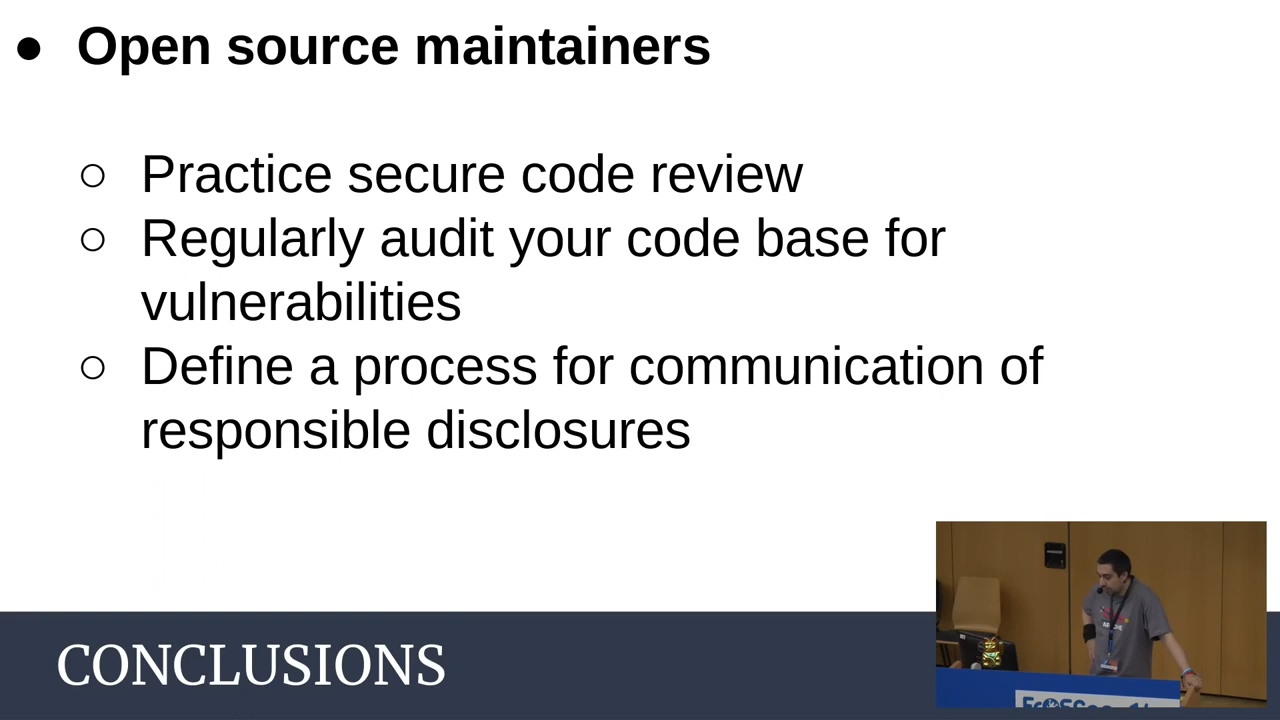 ● Open source maintainers
○ Practice secure code review
○ Regularly audit your code base for
vulnerabilities
○ Define a process for communication of
responsible disclosures
CONCLUSIONS